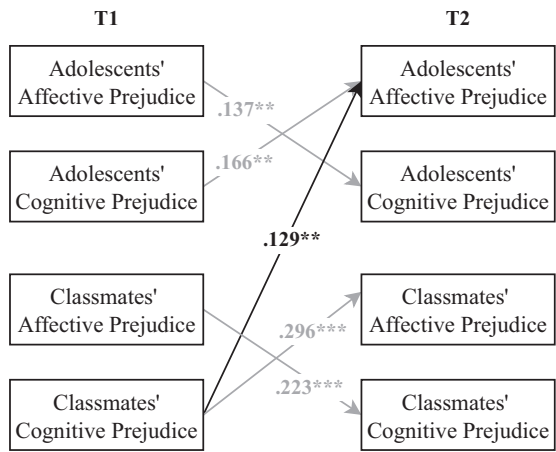 T1 T2
Adolescents'
Affective Prejudice
Adolescents'
Affective Prejudice
.137**
.166**
Adolescents'
Cognitive Prejudice
Adolescents'
Cognitive Prejudice
.129**
Classmates'
Affective Prejudice
Classmates'
Affective Prejudice
.296***
.223***
Classmates'
Cognitive Prejudice
Classmates'
Cognitive Prejudice